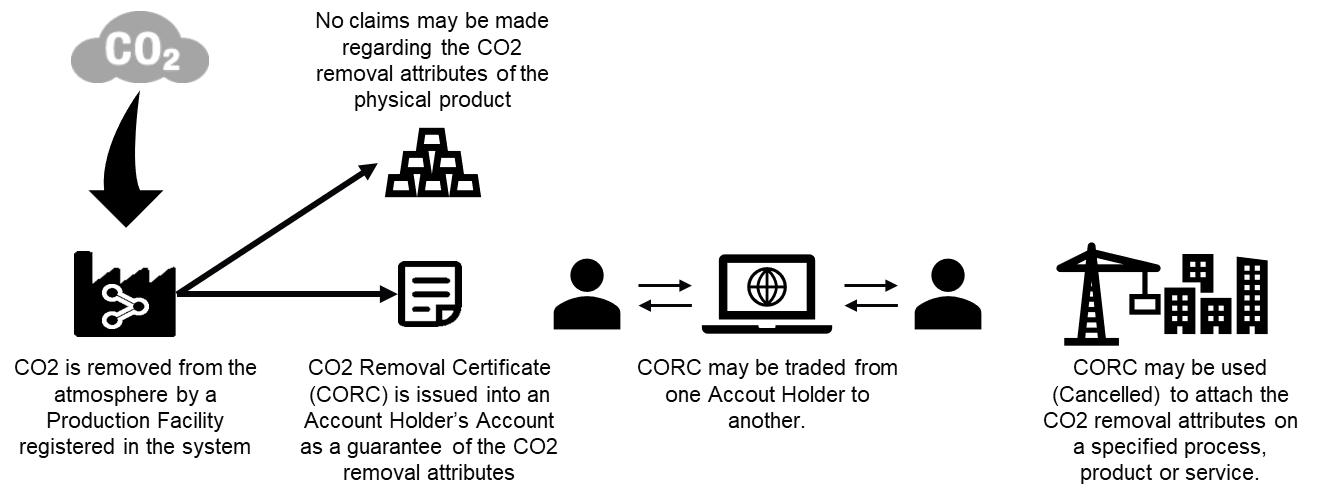 CO2
No claims may be made
regarding the CO2
removal attributes of the
physical product
CO2 is removed from the
atmosphere by a
Production Facility
registered in the system
CO2 Removal Certificate
(CORC) is issued into an
Account Holder's Account
as a guarantee of the CO2
removal attributes
CORC may be traded from
one Accout Holder to
another.
CORC may be used
(Cancelled) to attach the
CO2 removal attributes on
a specified process,
product or service.